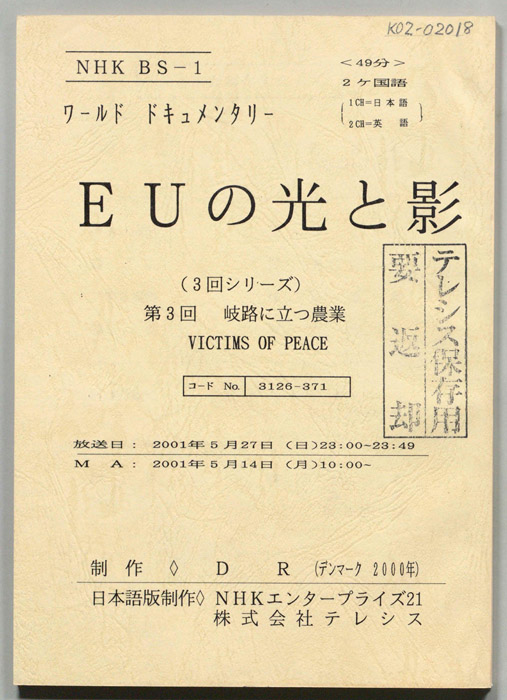 K02-02018
NHK BS-1
<49分>
2ヶ国語
1CH=日本語
2CH=英語
ワールド ドキュメンタリー
EUの光と影
(3回シリーズ)
第3回 岐路に立つ農業
VICTIMS OF PEACE
コード No. 3126-371
テレシス保存用
要返却
放送日: 2001年5月27日 (日)23:00~23:49
M A: 2001年5月14日 (月)10:00~
制作◇ D R (デンマーク 2000年)
日本語版制作◇ NHKエンタープライズ21
株式会社テレシス